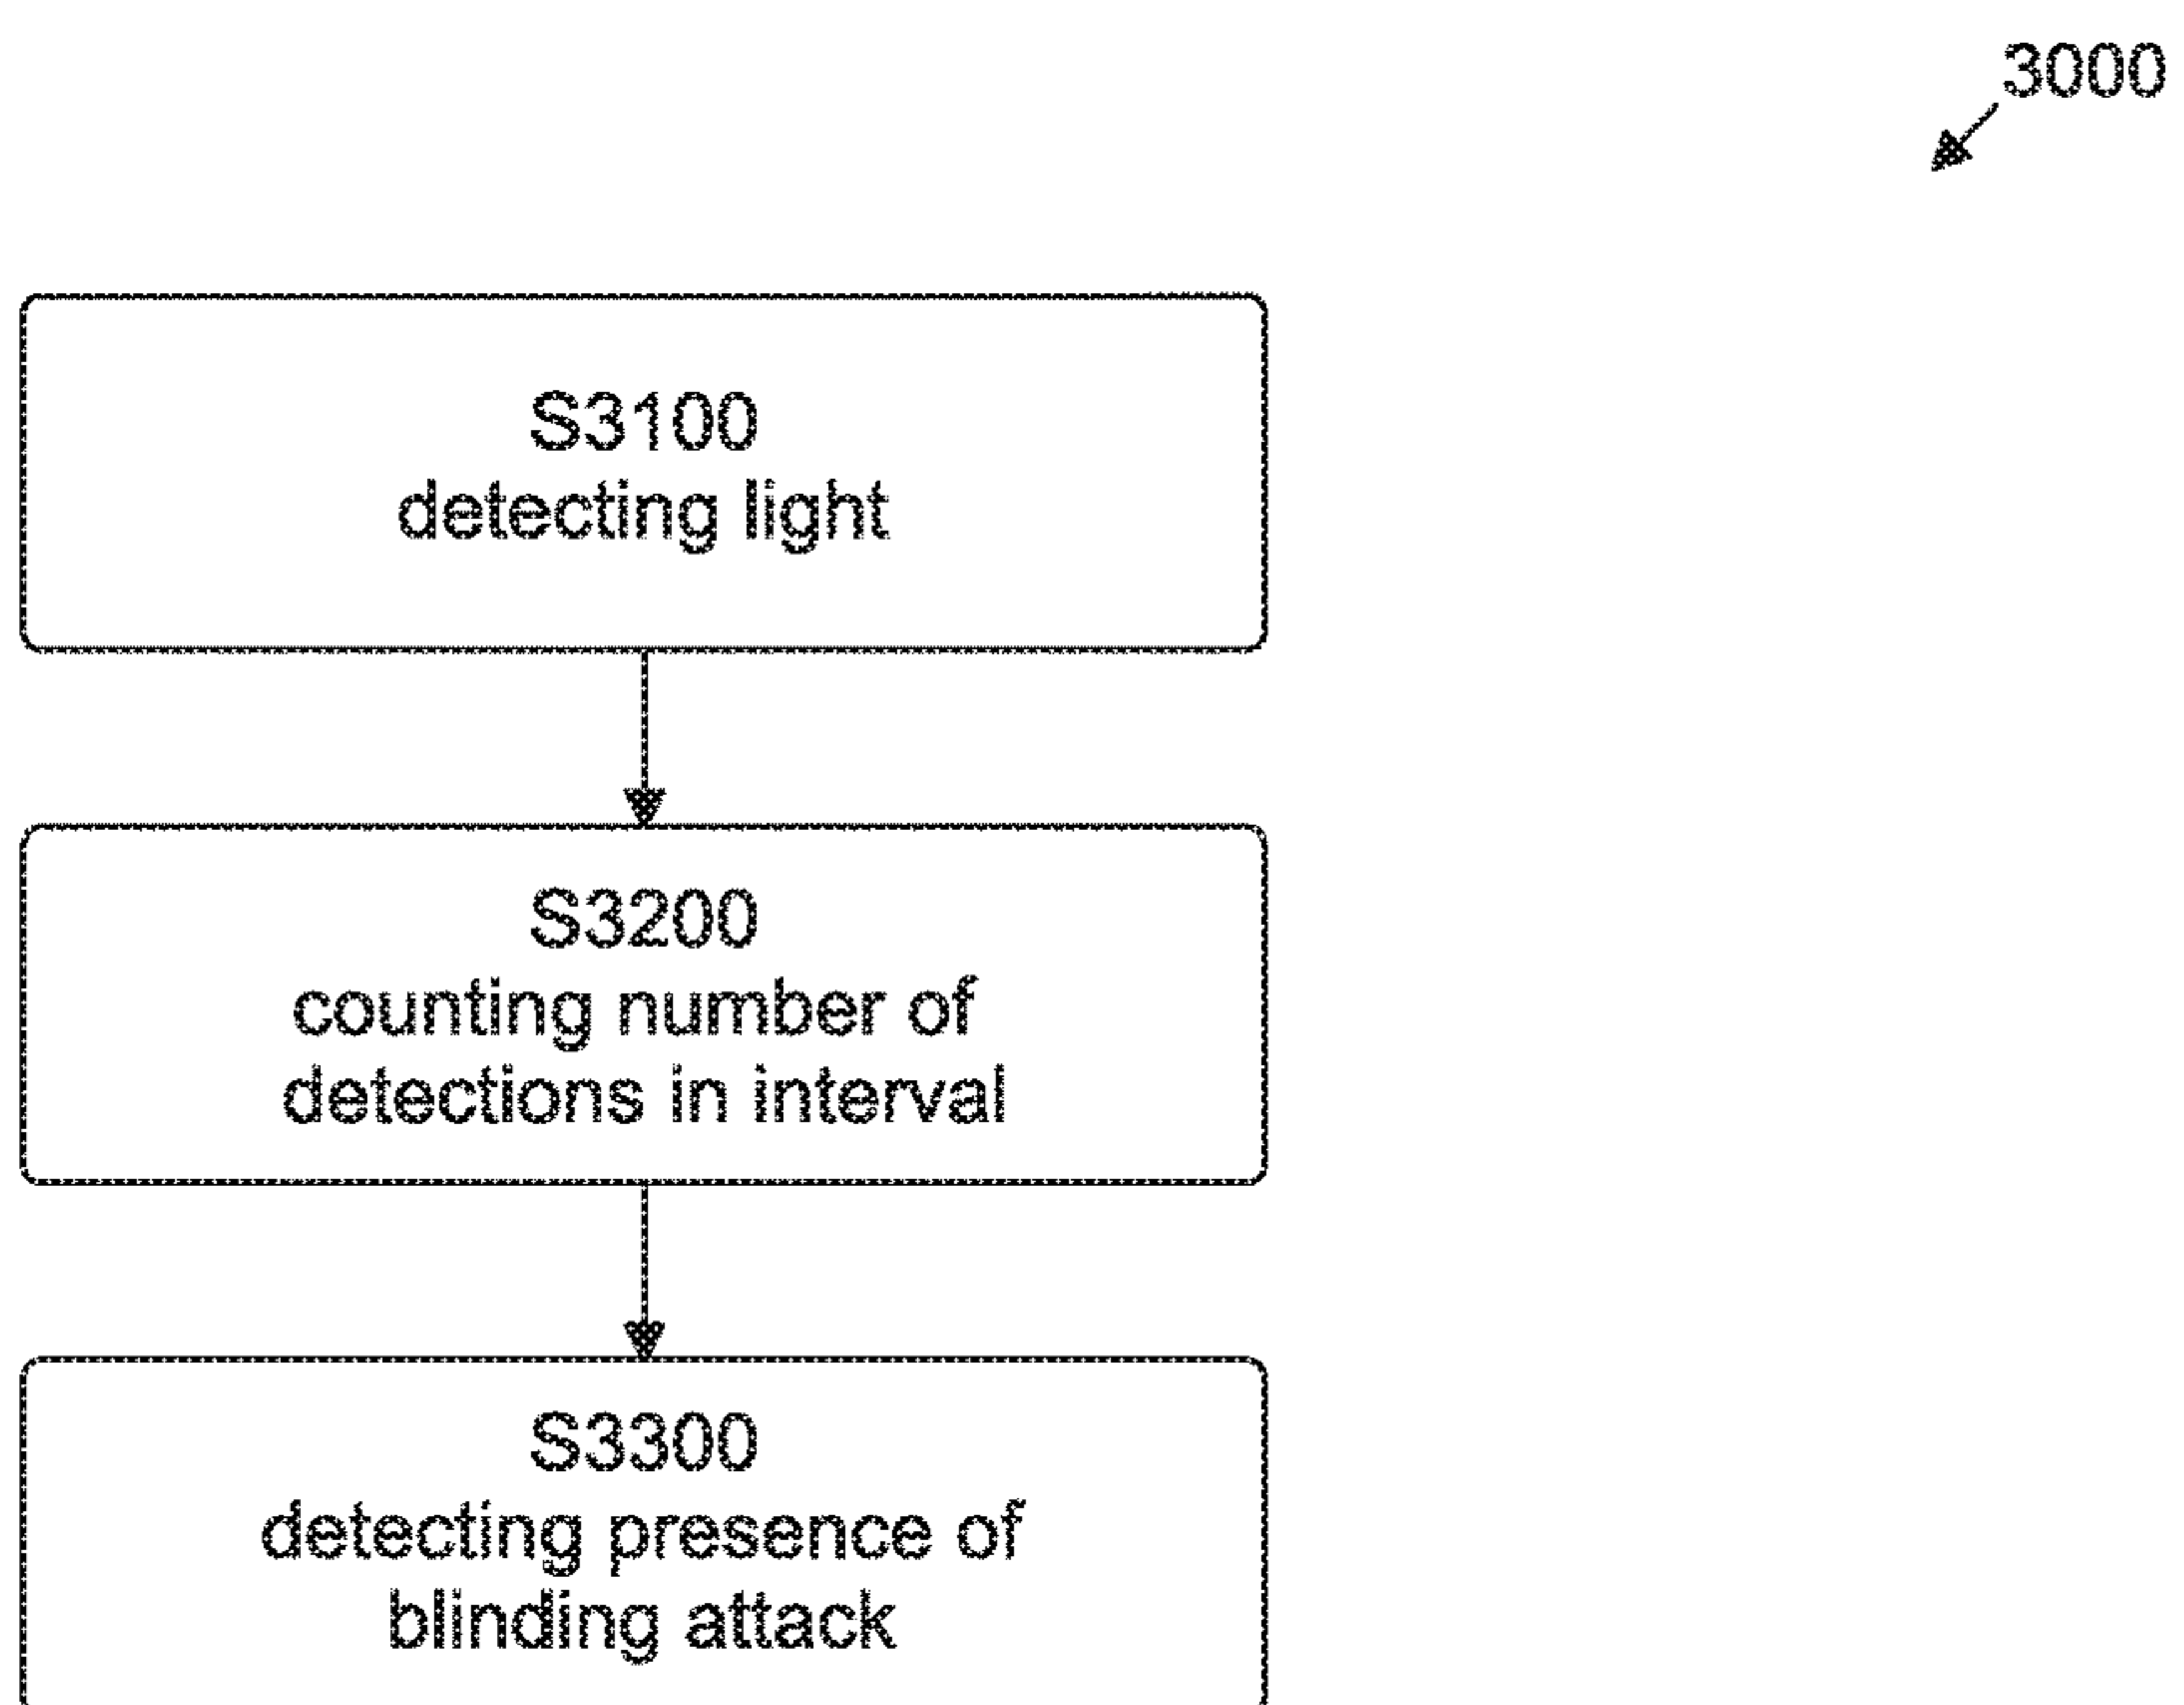 3000
S3100
detecting light
S3200
counting number of
detections in interval
S3300
detecting presence of
blinding attack